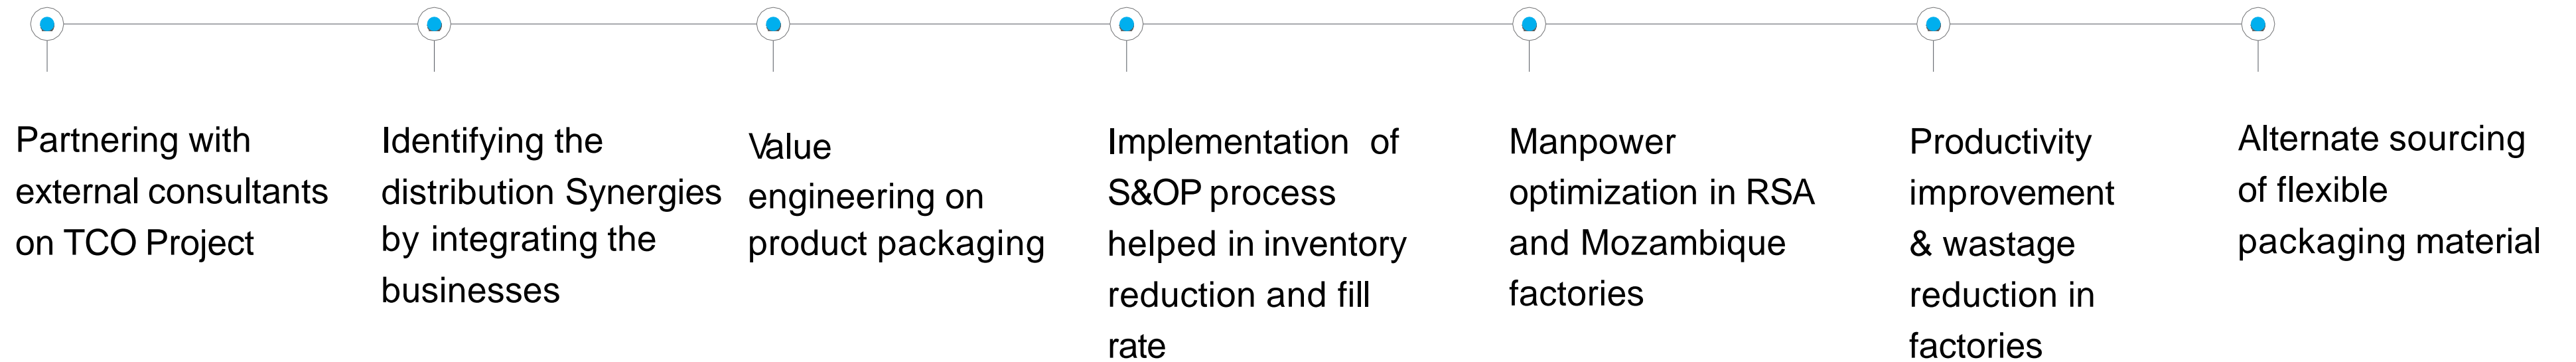 Partnering with
external consultants
on TCO Project
Identifying the
distribution Synergies
by integrating the
businesses
Value
engineering on
product packaging
Implementation of
S&OP process
helped in inventory
reduction and fill
rate
Manpower
optimization in RSA
and Mozambique
factories
Productivity
improvement
& wastage
reduction in
factories
Alternate sourcing
of flexible
packaging material